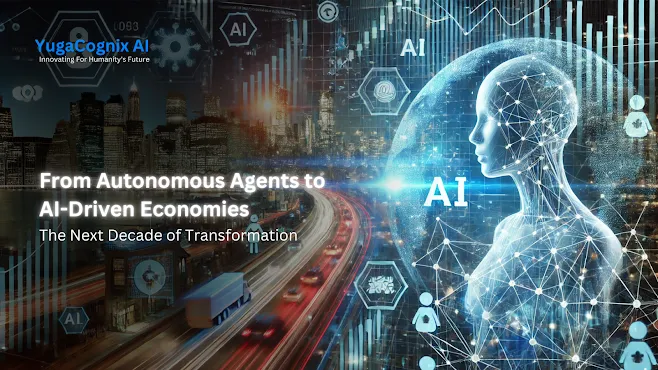 YugaCognix AI
Innovating For Humanity's Future
AI
AI
From Autonomous Agents to
AI-Driven Economies
The Next Decade of Transformation
AI
AI